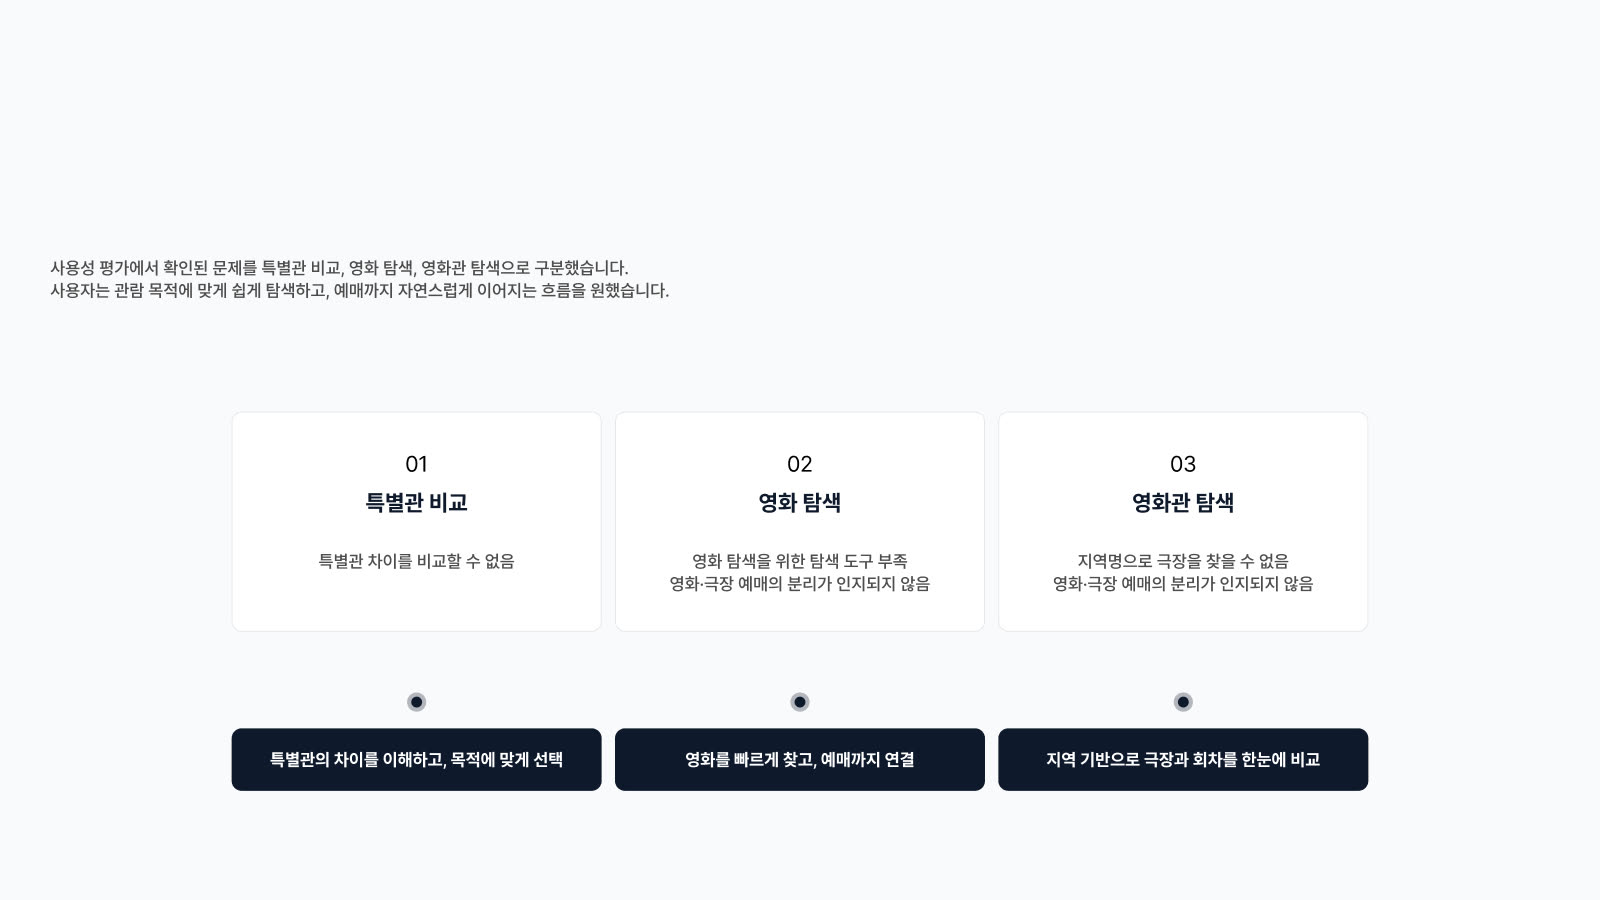 사용성 평가에서 확인된 문제를 특별관 비교, 영화 탐색, 영화관 탐색으로 구분했습니다.
사용자는 관람 목적에 맞게 쉽게 탐색하고, 예매까지 자연스럽게 이어지는 흐름을 원했습니다.
01
특별관 비교
특별관 차이를 비교할 수 없음
02
영화 탐색
영화 탐색을 위한 탐색 도구 부족
영화·극장 예매의 분리가 인지되지 않음
03
영화관 탐색
지역명으로 극장을 찾을 수 없음
영화·극장 예매의 분리가 인지되지 않음
특별관의 차이를 이해하고, 목적에 맞게 선택
영화를 빠르게 찾고, 예매까지 연결
지역 기반으로 극장과 회차를 한눈에 비교